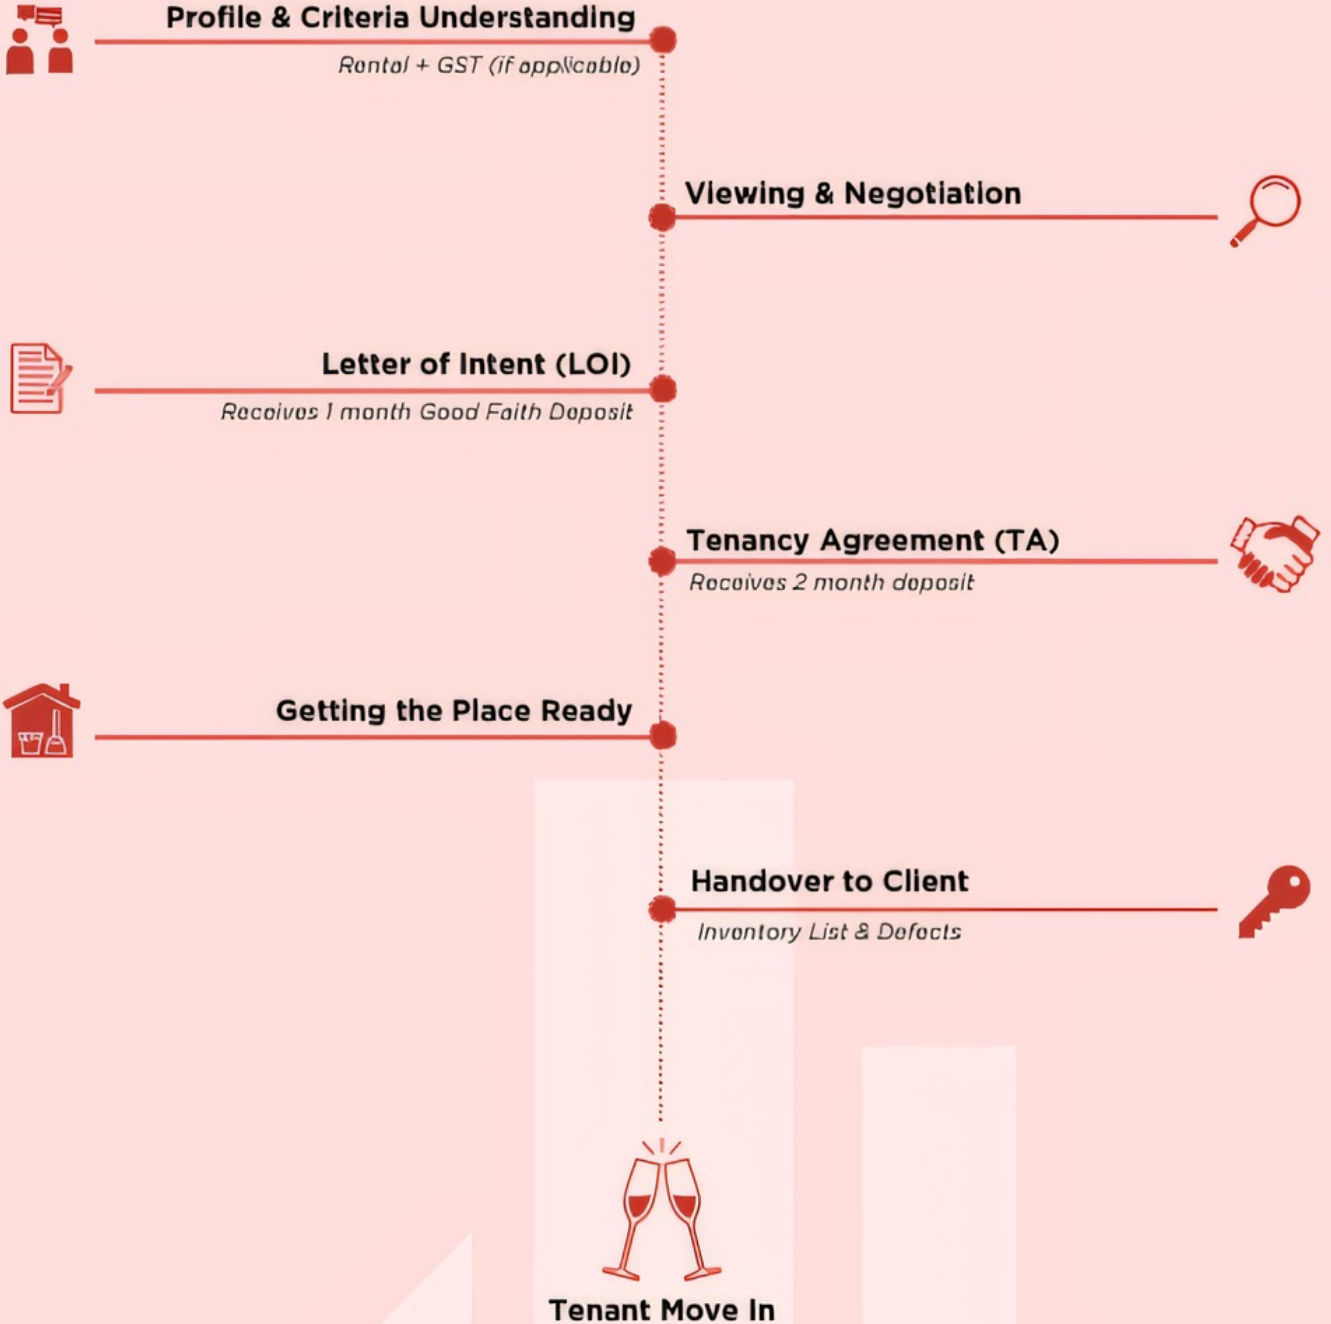 Profile & Criteria Understanding
Rental + GST (if applicable)
Viewing & Negotiation
Letter of Intent (LOI)
Receives 1 month Good Faith Deposit
Tenancy Agreement (TA)
Receives 2 month deposit
Getting the Place Ready
Handover to Client
Inventory List & Defects
Tenant Move In